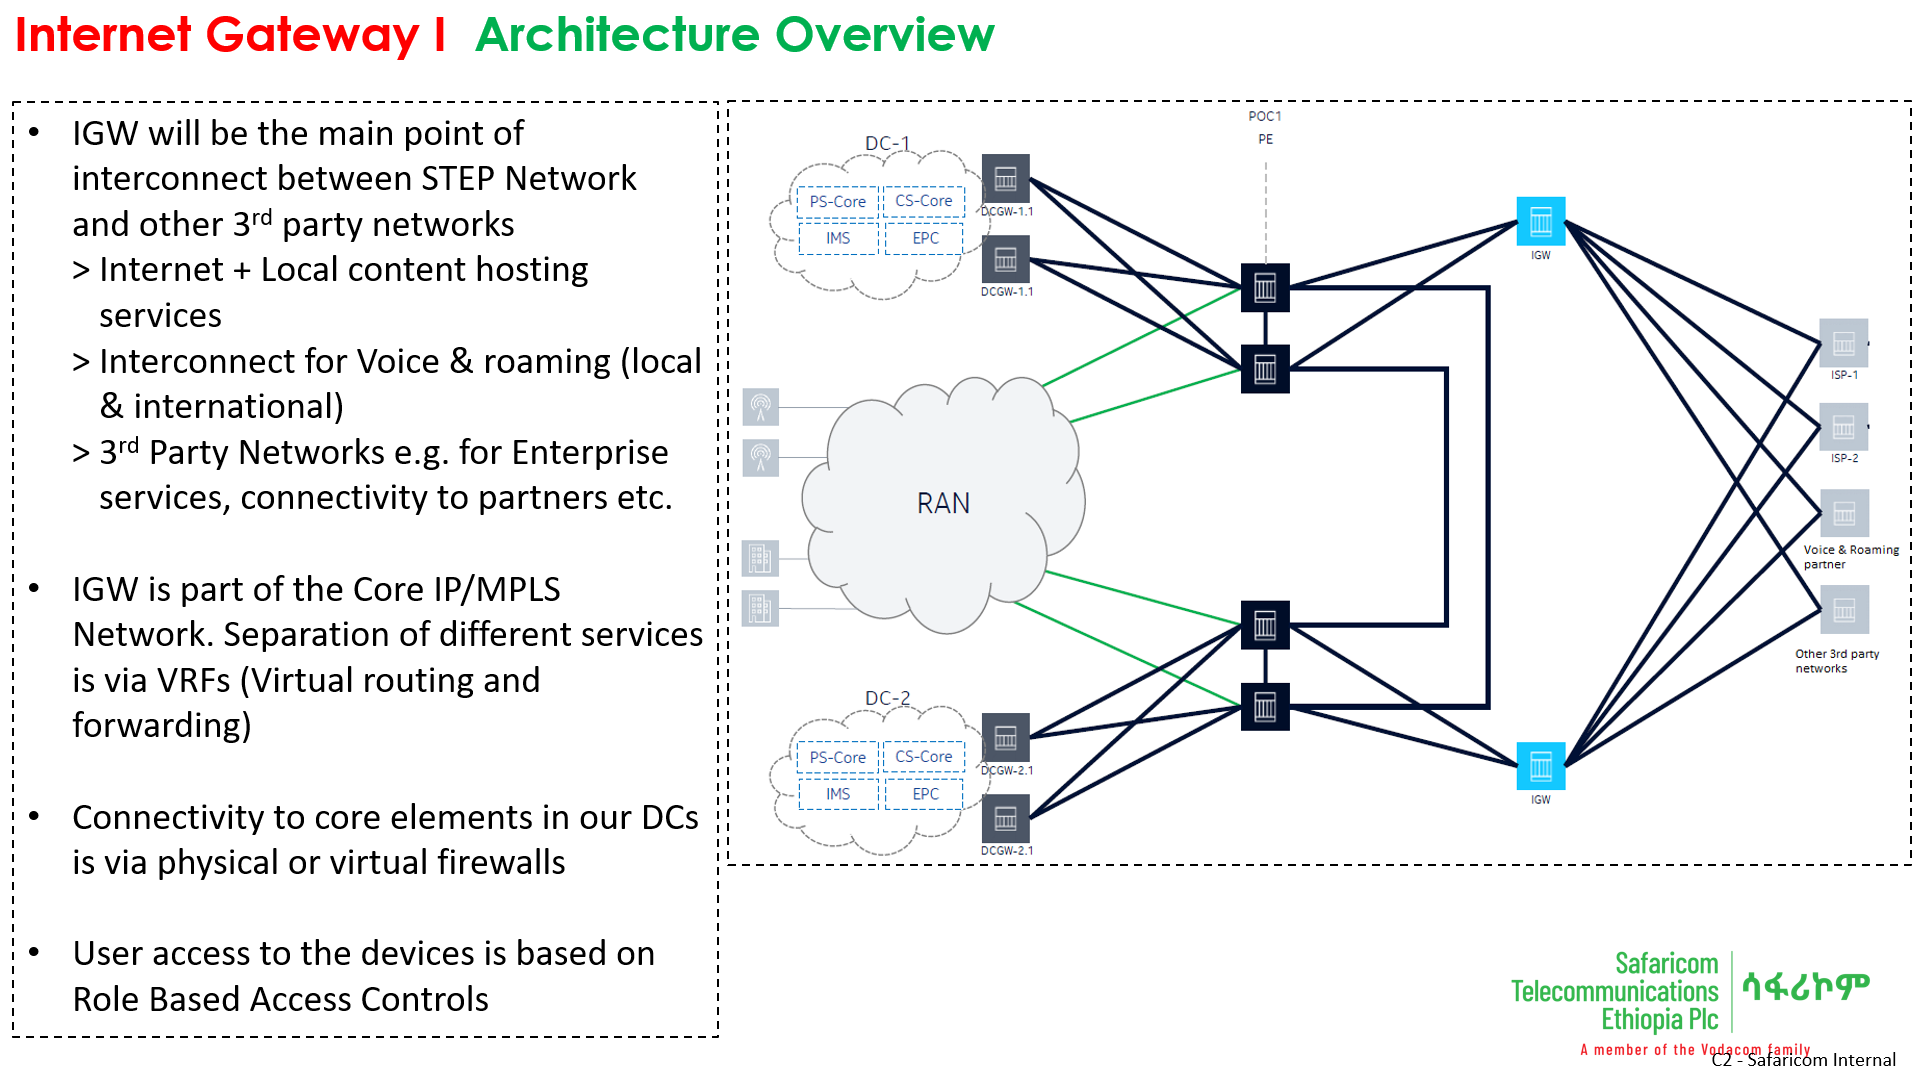 Internet Gateway I Architecture Overview
• IGW will be the main point of
interconnect between STEP Network
and other 3rd party networks
> Internet + Local content hosting
services
> Interconnect for Voice & roaming (local
& international)
> 3rd Party Networks e.g. for Enterprise
services, connectivity to partners etc.
• IGW is part of the Core IP/MPLS
Network. Separation of different services
is via VRFs (Virtual routing and
forwarding)
• Connectivity to core elements in our DCs
is via physical or virtual firewalls
• User access to the devices is based on
Role Based Access Controls
POC1
PE
DC-1
PS-Core CS-Core
IMS EPC
DCGW-1.1
DCGW-1.1
IGW
ISP-1
ISP-2
RAN
Voice & Roaming
partner
Other 3rd party
networks
DC-2
PS-Core CS-Core
IMS EPC
DCGW-2.1
DCGW-2.1
IGW
Safaricom
Telecommunications
Ethiopia Plc
ሳፋሪኮም
A member of the Vodacom family
C2 - Safaricom Internal